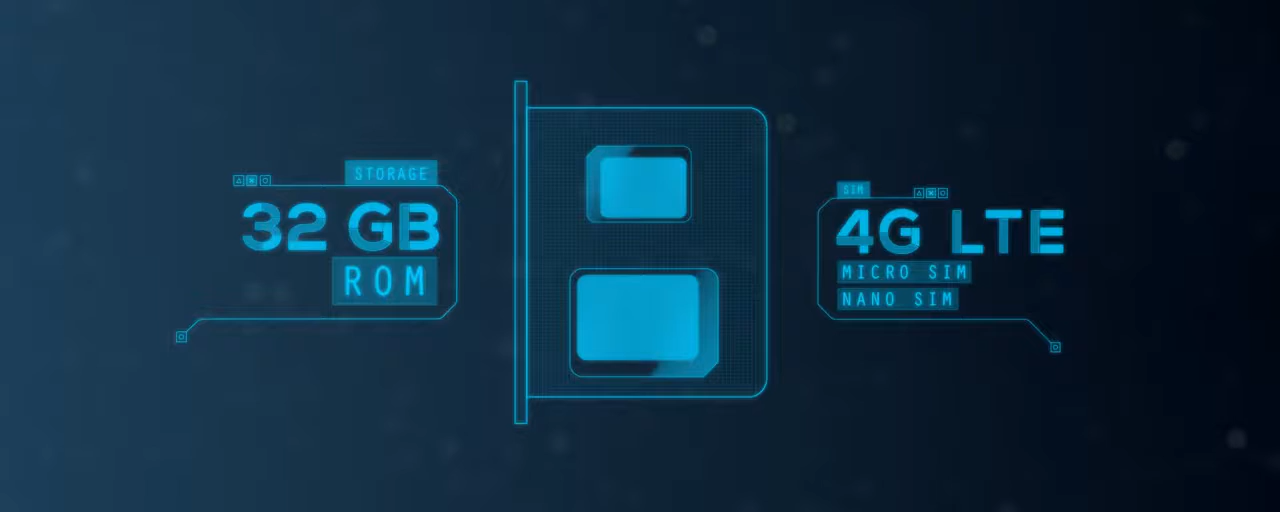 STORAGE
32 GB
ROM
SIM
4G LTE
MICRO SIM
NANO SIM